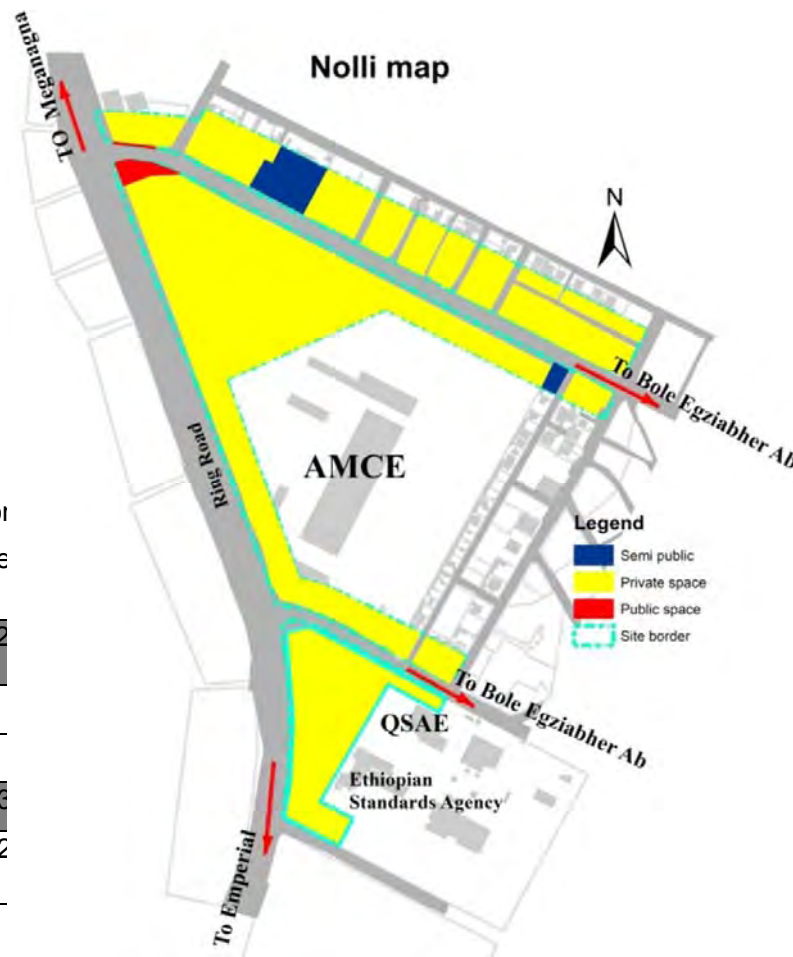 Nolli map
TO Meganagna
N
To Bole Egziabher Ab
Ring Road
AMCE
Legend
Semi public
Private space
Public space
Site border
To Bole Egziabher Ab
QSAE
Ethiopian
Standards Agency
To Emperial